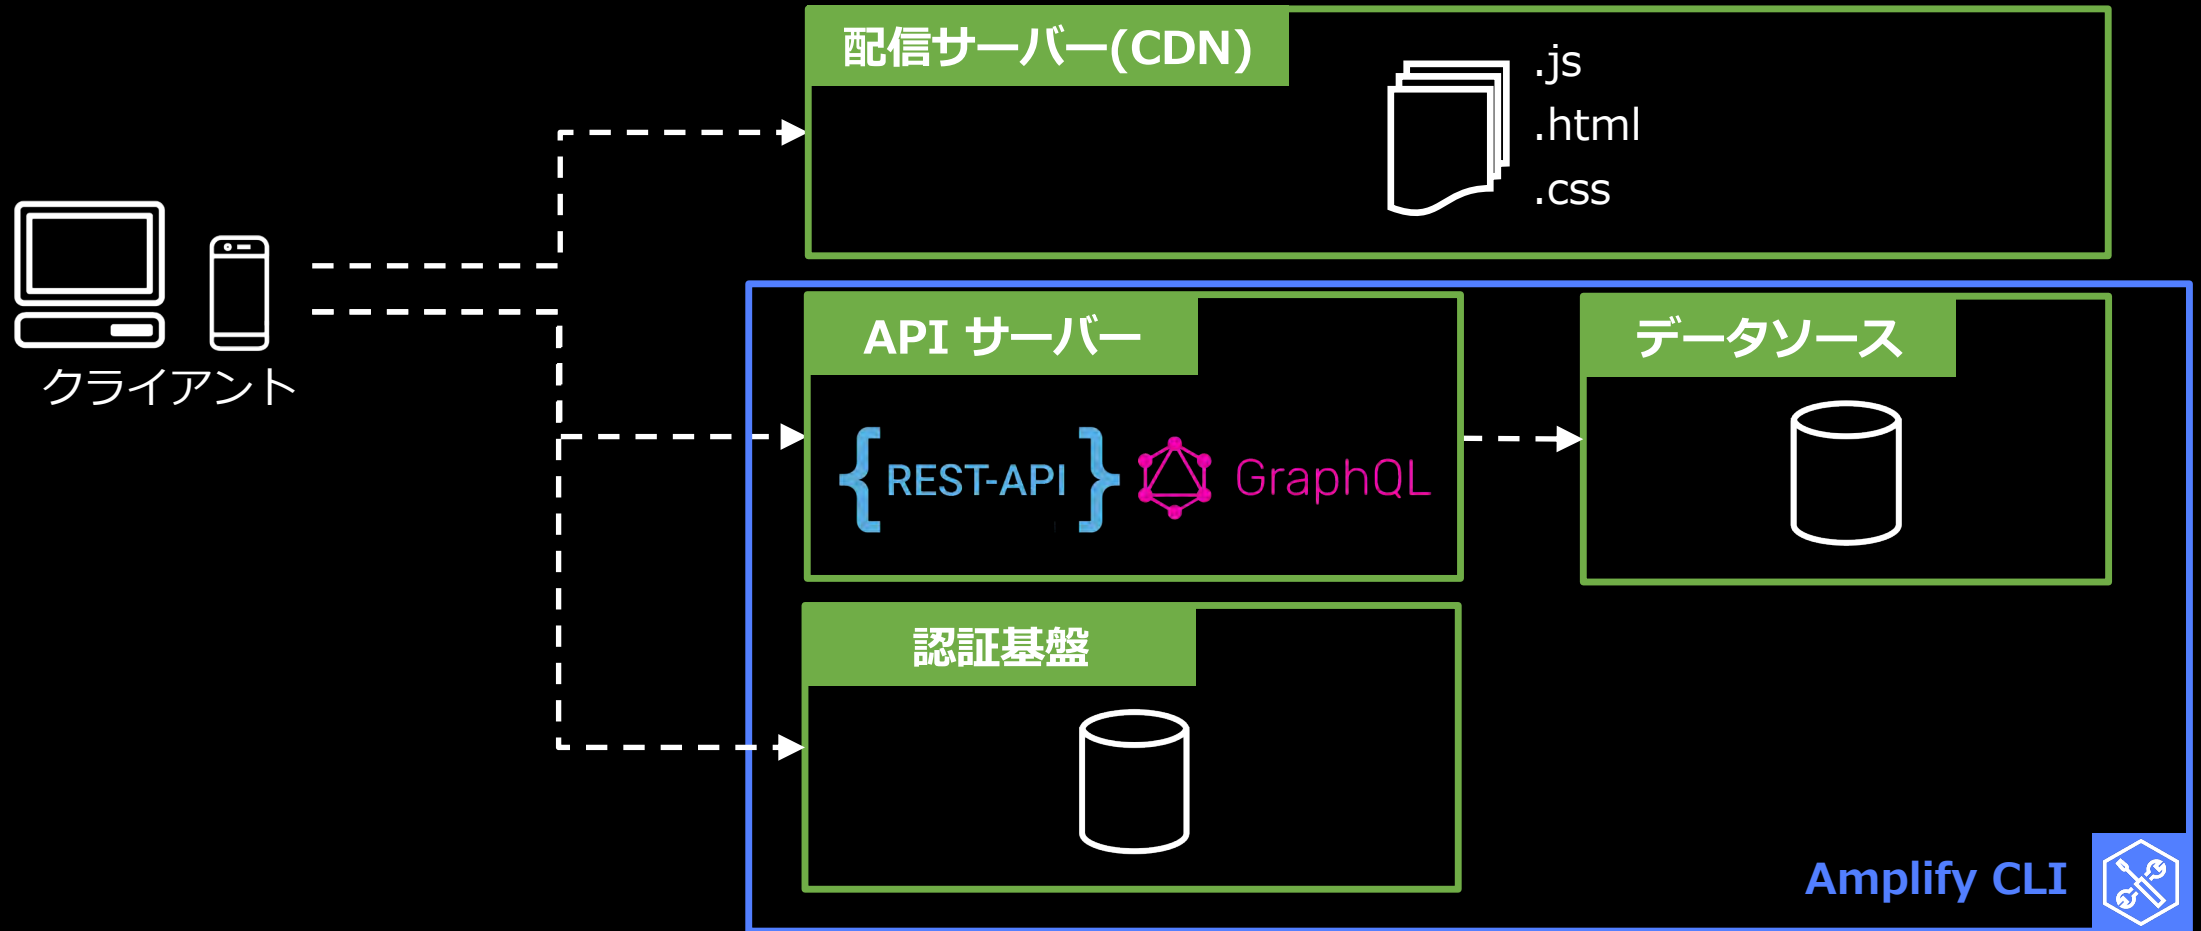 配信サーバー(CDN)
.js
.html
.css
クライアント
API サーバー
データソース
{REST-API}
GraphQL
認証基盤
Amplify CLI